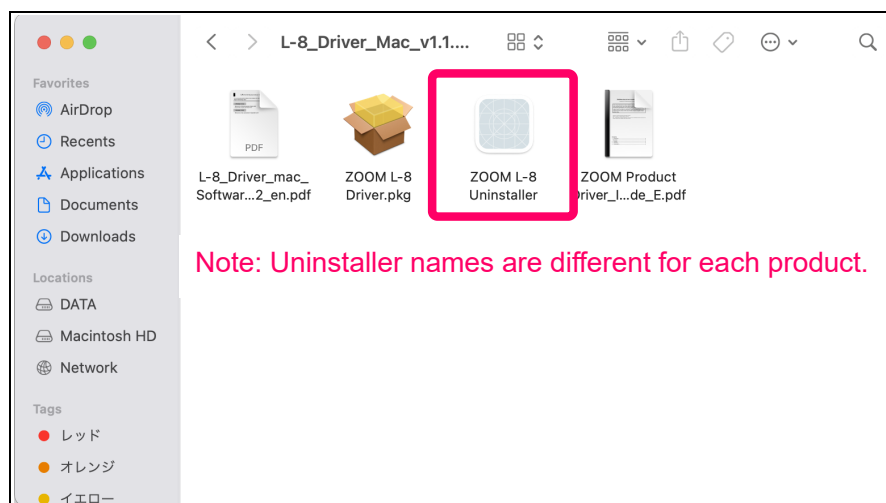 L-8_Driver_Mac_v1.1....
Favorites
AirDrop
Recents
Applications
Documents
Downloads
Locations
DATA
Macintosh HD
Network
Tags
レッド
オレンジ
イエロー
PDF
L-8_Driver_mac_
Softwar...2_en.pdf
ZOOM L-8
Driver.pkg
ZOOM L-8
Uninstaller
ZOOM Product
Driver_I...de_E.pdf
Note: Uninstaller names are different for each product.